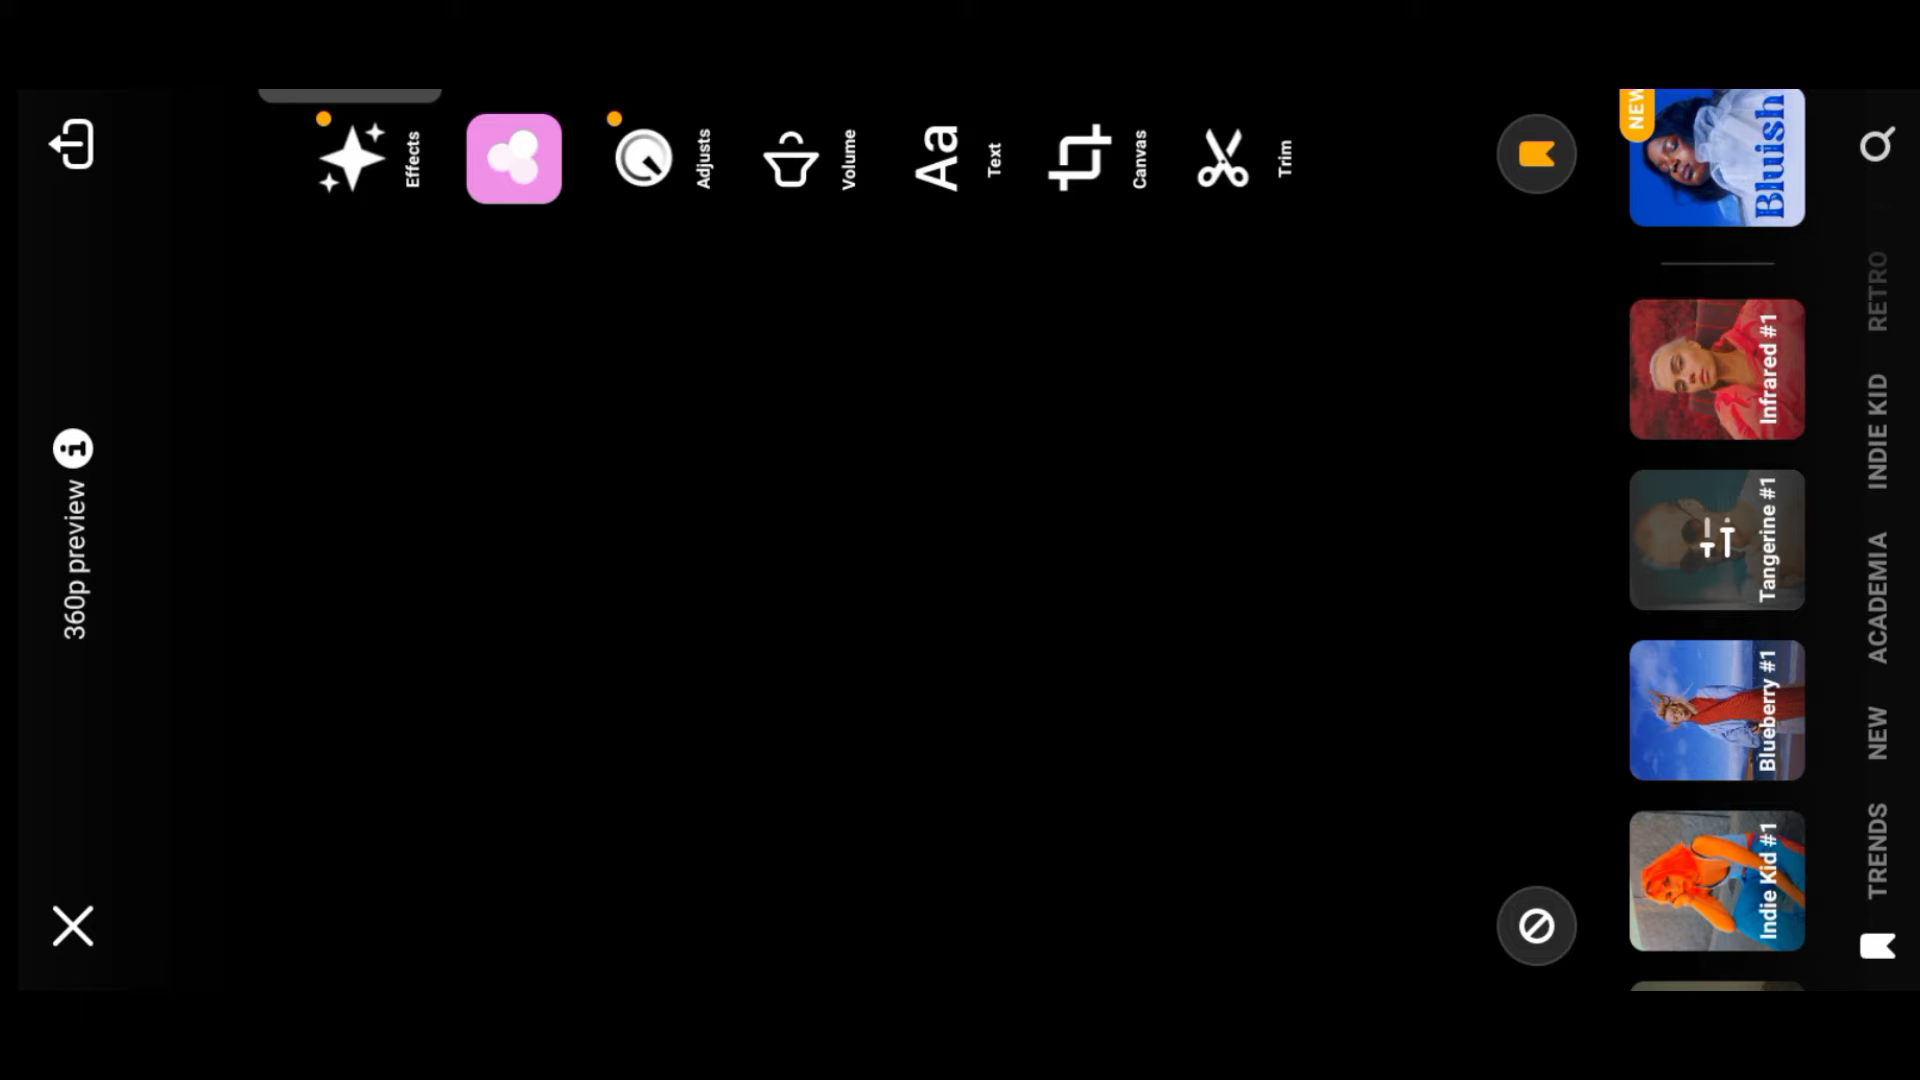 360p preview
Effects
Adjusts
Volume
Text
Canvas
Trim
NEW
Indie Kid #1
Blueberry #1
Tangerine #1
Infrared #1
Bluish
TRENDS NEW ACADEMIA INDIE KID RETRO